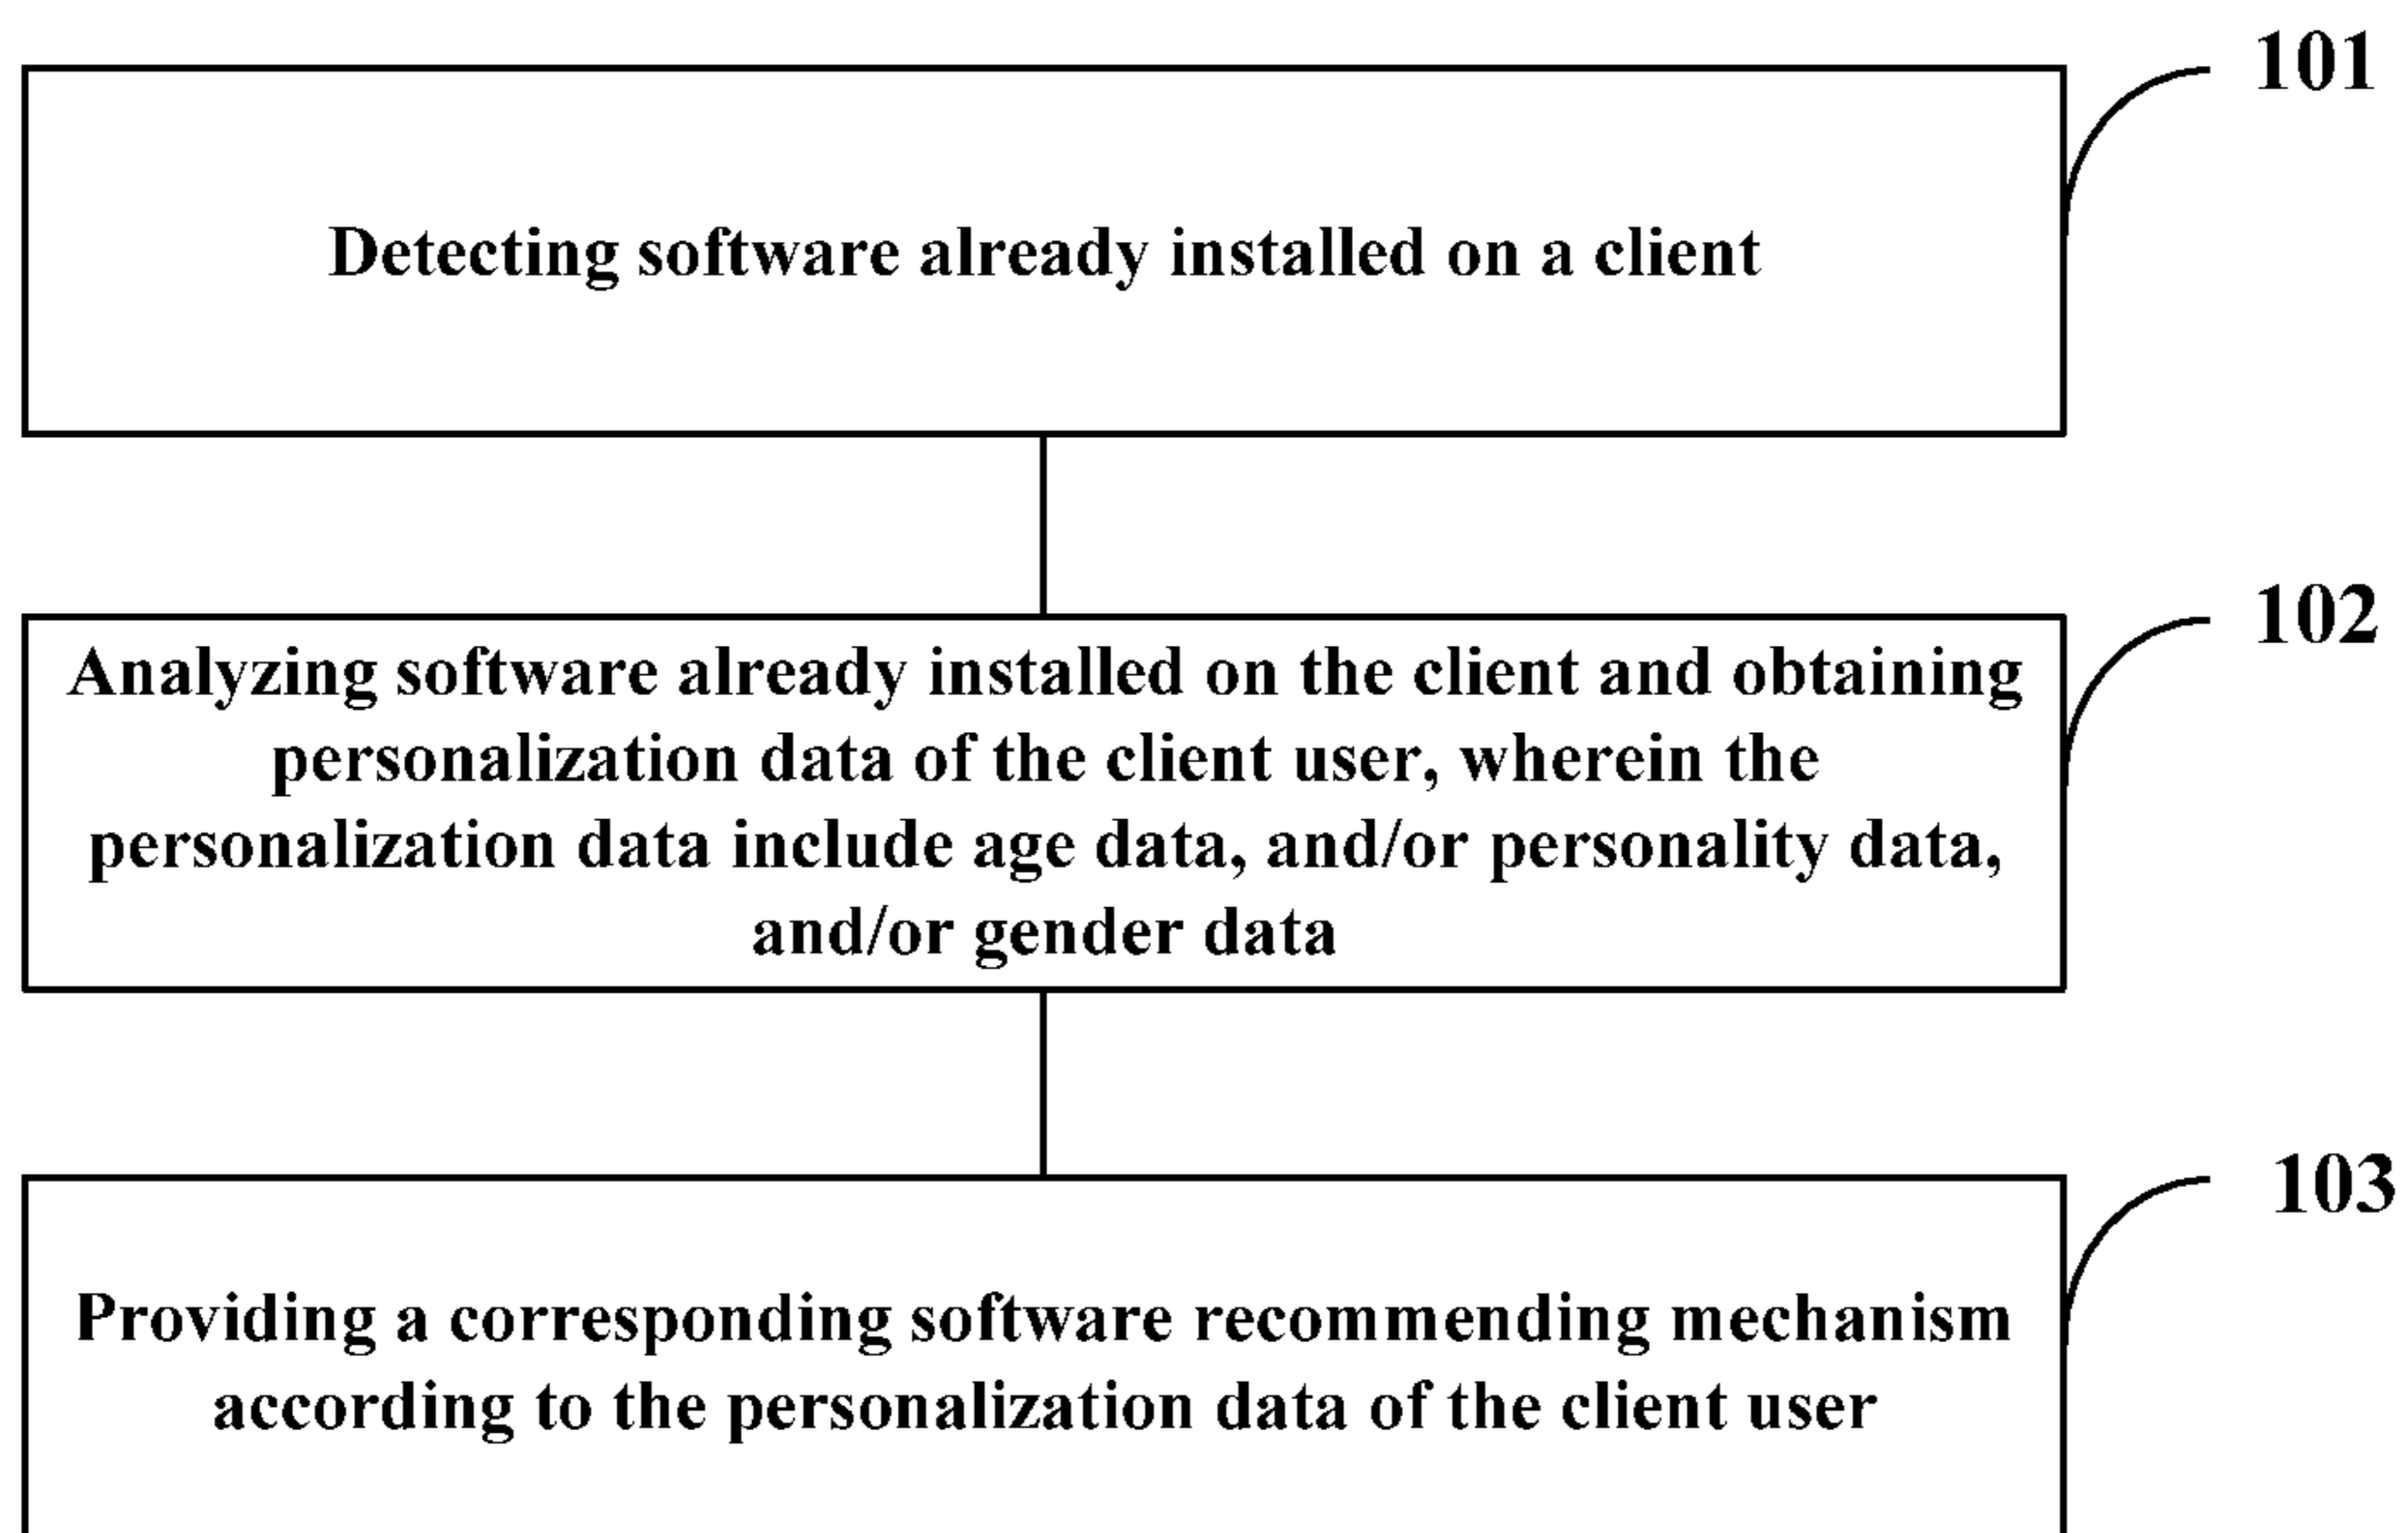 101
Detecting software already installed on a client
102
Analyzing software already installed on the client and obtaining
personalization data of the client user, wherein the
personalization data include age data, and/or personality data,
and/or gender data
103
Providing a corresponding software recommending mechanism
according to the personalization data of the client user